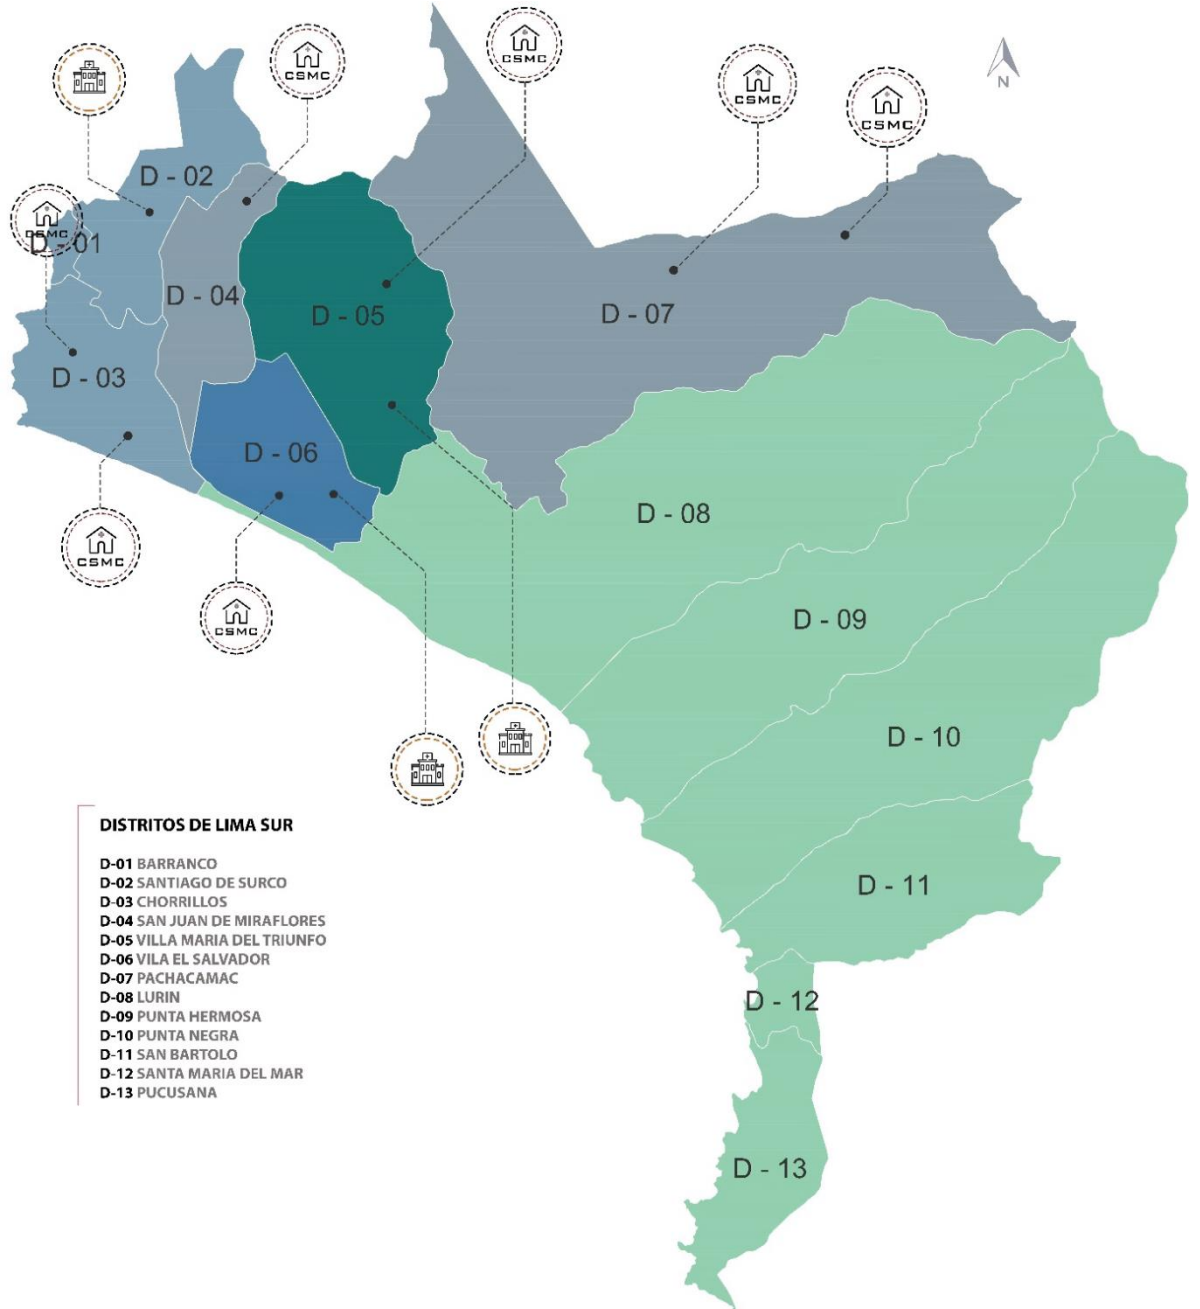 CSMC
CSMC
CSMC
CSMC
N
D - 02
CSMC
D - 01
D - 04
D - 05
D - 07
D - 03
D - 06
D - 08
CSMC
CSMC
D - 09
D - 10
DISTRITOS DE LIMA SUR
D-01 BARRANCO
D-02 SANTIAGO DE SURCO
D-03 CHORRILLOS
D-04 SAN JUAN DE MIRAFLORES
D-05 VILLA MARIA DEL TRIUNFO
D-06 VILA EL SALVADOR
D-07 PACHACAMAC
D-08 LURIN
D-09 PUNTA HERMOSA
D-10 PUNTA NEGRA
D-11 SAN BARTOLO
D-12 SANTA MARIA DEL MAR
D-13 PUCUSANA
D - 11
D - 12
D - 13